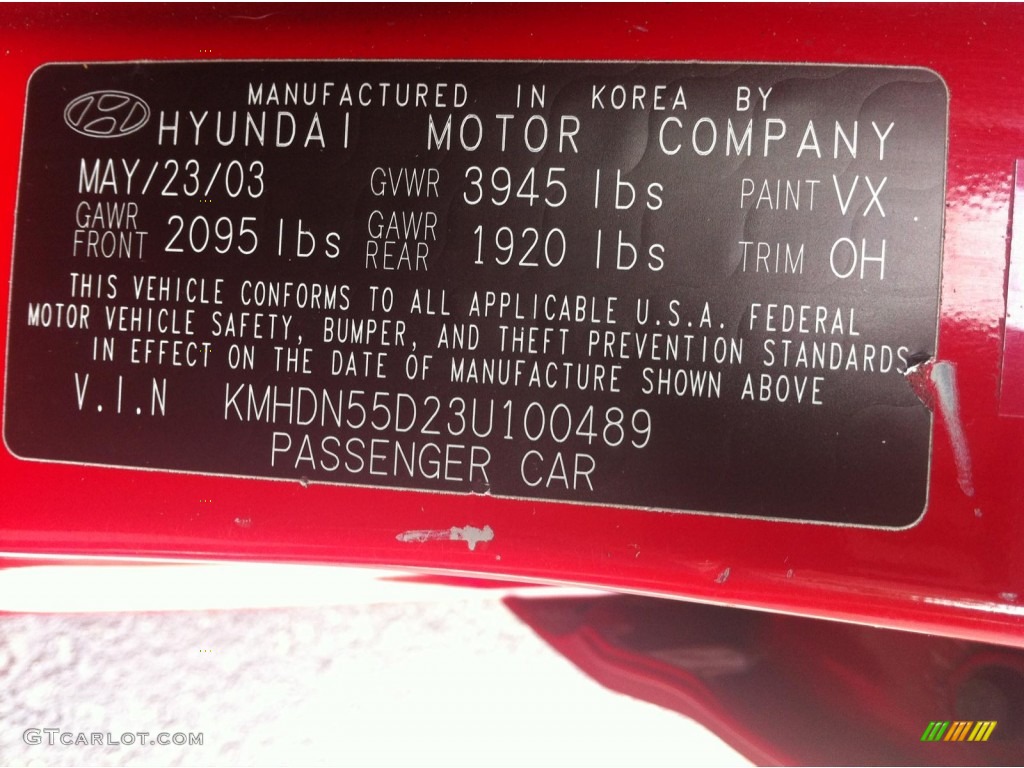 MANUFACTURED IN KOREA BY
HYUNDAI MOTOR COMPANY
MAY/23/03 GVWR 3945 lbs PAINT VX
GAWR FRONT 2095 lbs GAWR REAR 1920 lbs TRIM OH
THIS VEHICLE CONFORMS TO ALL APPLICABLE U.S.A. FEDERAL
MOTOR VEHICLE SAFETY, BUMPER, AND THEFT PREVENTION STANDARDS
IN EFFECT ON THE DATE OF MANUFACTURE SHOWN ABOVE
V.I.N KMHDN55D23U100489
PASSENGER CAR
GTCARLOT.COM